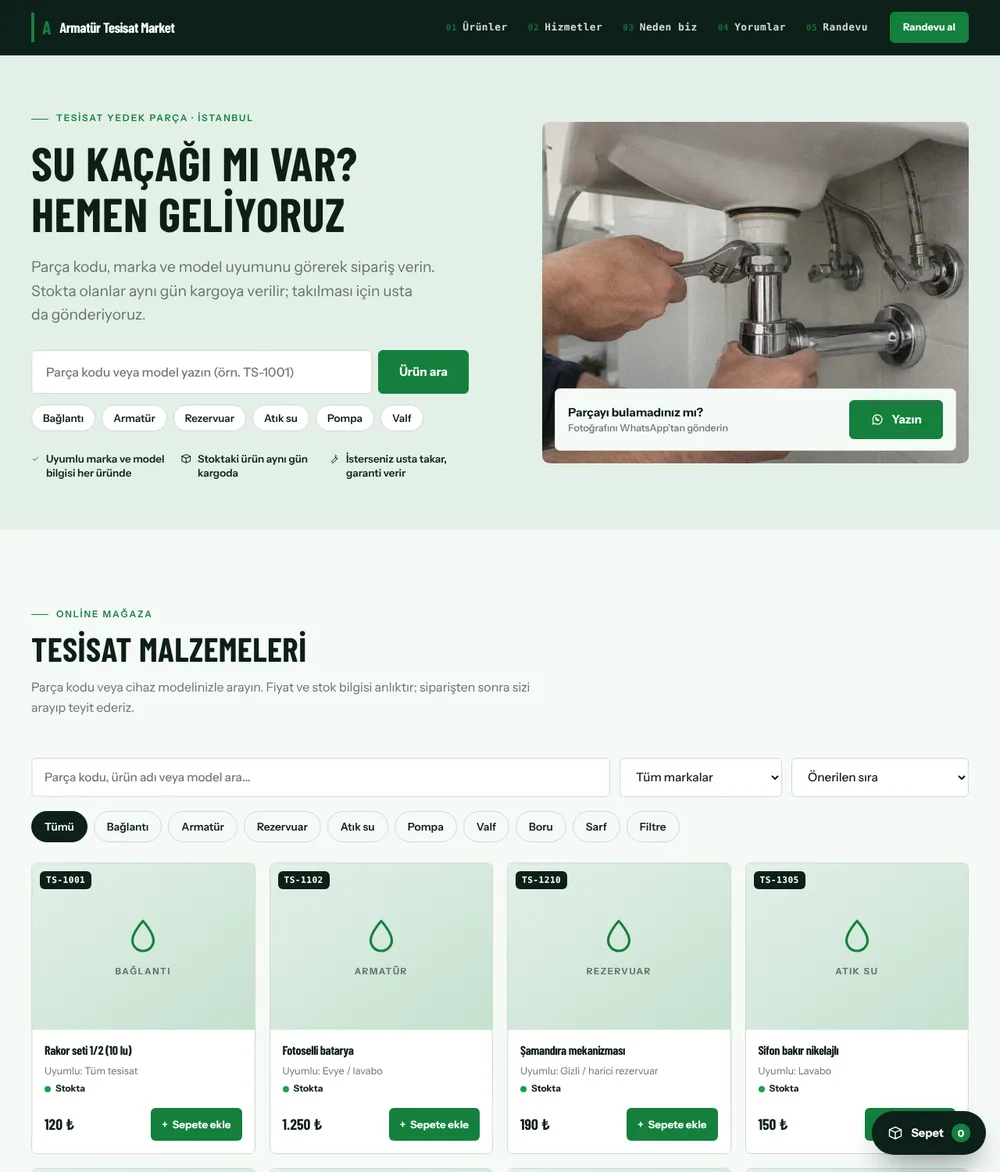 A Armatür Tesisat Market
01 Ürünler 02 Hizmetler 03 Neden biz 04 Yorumlar 05 Randevu
Randevu al
TESİSAT YEDEK PARÇA · İSTANBUL
SU KAÇAĞI MI VAR?
HEMEN GELİYORUZ
Parça kodu, marka ve model uyumunu görerek sipariş verin.
Stokta olanlar aynı gün kargoya verilir; takılması için usta
da gönderiyoruz.
Parça kodu veya model yazın (örn. TS-1001)
Ürün ara
Bağlantı Armatür Rezervuar Atık su Pompa Valf
Uyumlu marka ve model
bilgisi her üründe
Stoktaki ürün aynı gün
kargoda
İsterseniz usta takar,
garanti verir
Parçayı bulamadınız mı?
Fotoğrafını WhatsApp'tan gönderin
Yazın
ONLİNE MAĞAZA
TESİSAT MALZEMELERİ
Parça kodu veya cihaz modelinizle arayın. Fiyat ve stok bilgisi anlıktır; siparişten sonra sizi
arayıp teyit ederiz.
Parça kodu, ürün adı veya model ara...
Tüm markalar
Önerilen sıra
Tümü Bağlantı Armatür Rezervuar Atık su Pompa Valf Boru Sarf Filtre
TS-1001
BAĞLANTI
Rakor seti 1/2 (10 lu)
Uyumlu: Tüm tesisat
Stokta
120 ₺
+ Sepete ekle
TS-1102
ARMATÜR
Fotoselli batarya
Uyumlu: Evye / lavabo
Stokta
1.250 ₺
+ Sepete ekle
TS-1210
REZERVUAR
Şamandıra mekanizması
Uyumlu: Gizli / harici rezervuar
Stokta
190 ₺
+ Sepete ekle
TS-1305
ATIK SU
Sifon bakır nikelajlı
Uyumlu: Lavabo
Stokta
150 ₺
Sepet 0